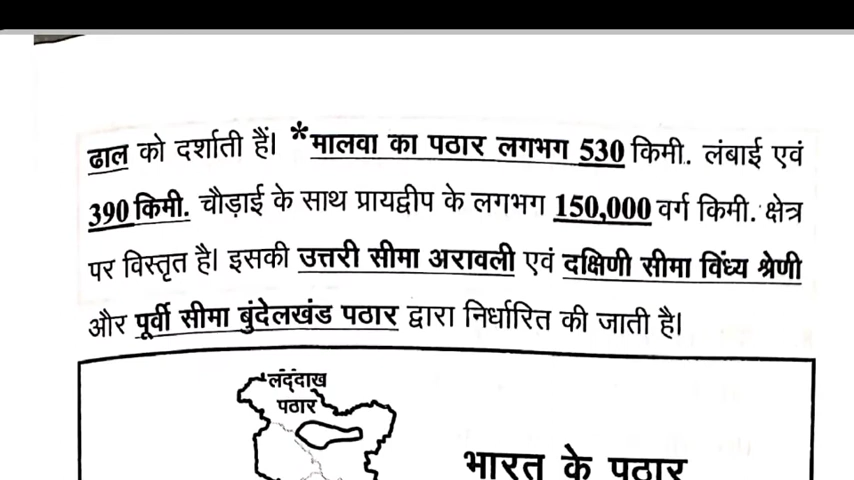 ढाल को दर्शाती हैं। *मालवा का पठार लगभग 530 किमी. लंबाई एवं
390 किमी. चौड़ाई के साथ प्रायद्वीप के लगभग 150,000 वर्ग किमी. क्षेत्र
पर विस्तृत है। इसकी उत्तरी सीमा अरावली एवं दक्षिणी सीमा विंध्य श्रेणी
और पूर्वी सीमा बुंदेलखंड पठार द्वारा निर्धारित की जाती है।
लद्दाख
पठार
भारत के पठार